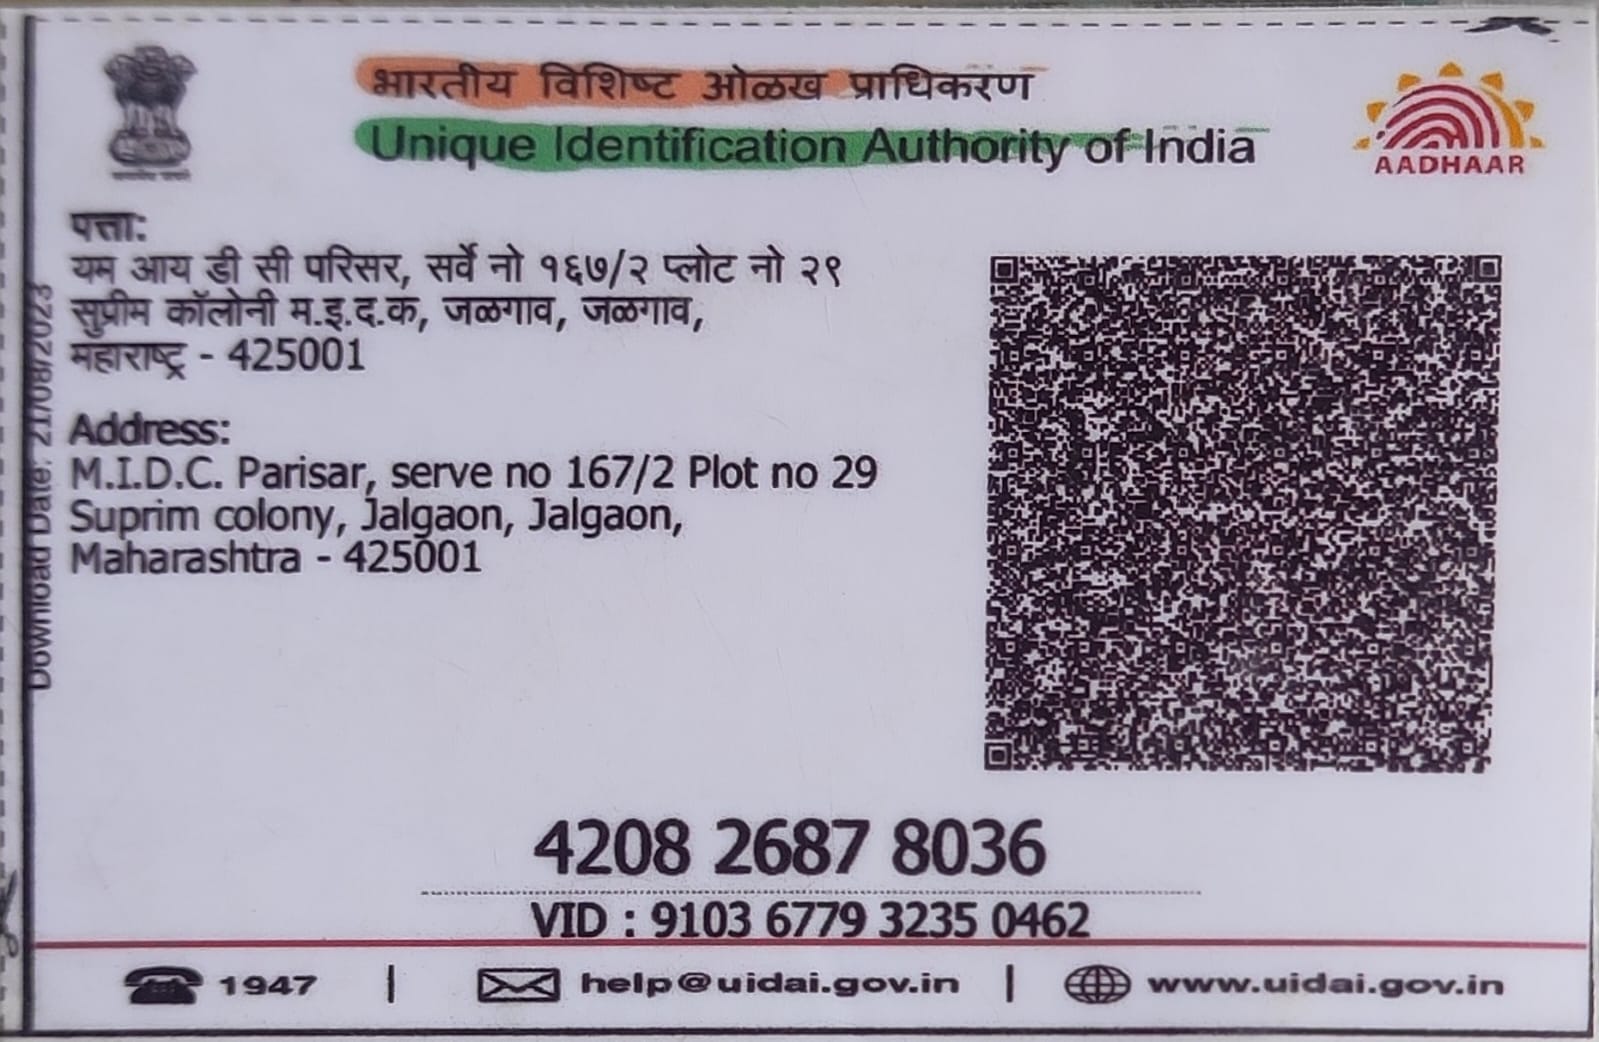 भारतीय विशिष्ट ओळख प्राधिकरण
Unique Identification Authority of India
AADHAAR
पत्ता:
यम आय डी सी परिसर, सर्वे नो १६७/२ प्लोट नो २९
सुप्रीम कॉलोनी म.इ.द.क, जळगाव, जळगाव,
महाराष्ट्र - 425001
Address:
M.I.D.C. Parisar, serve no 167/2 Plot no 29
Suprim colony, Jalgaon, Jalgaon,
Maharashtra - 425001
Download Date: 21/08/2023
4208 2687 8036
VID : 9103 6779 3235 0462
1947 | help@uidai.gov.in | www.uidai.gov.in